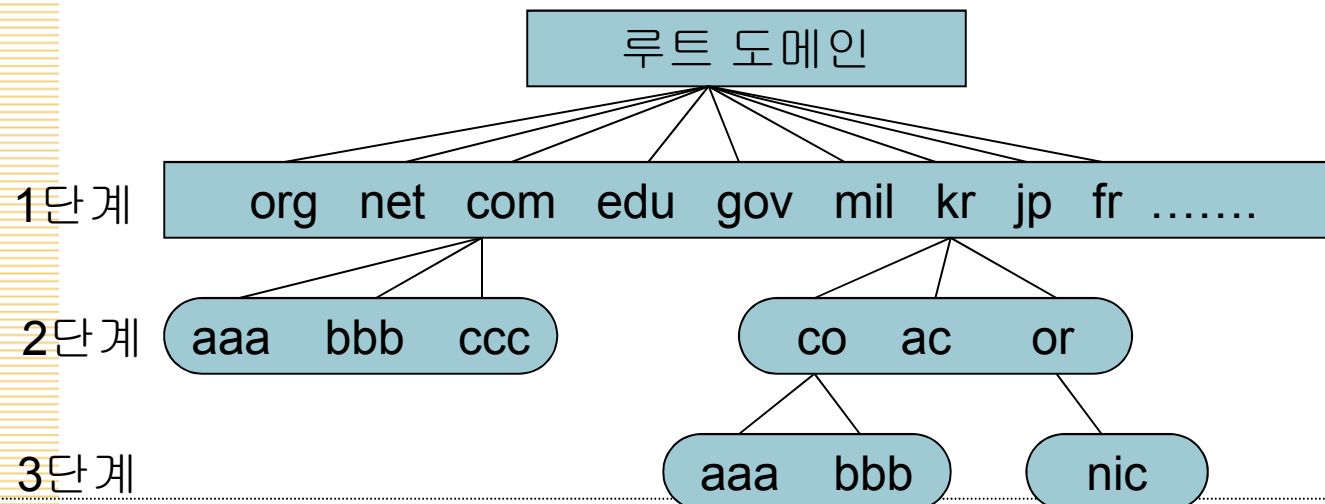 루트 도메인
1단계 org net com edu gov mil kr jp fr .......
2단계 aaa bbb ccc co ac or
3단계 aaa bbb nic